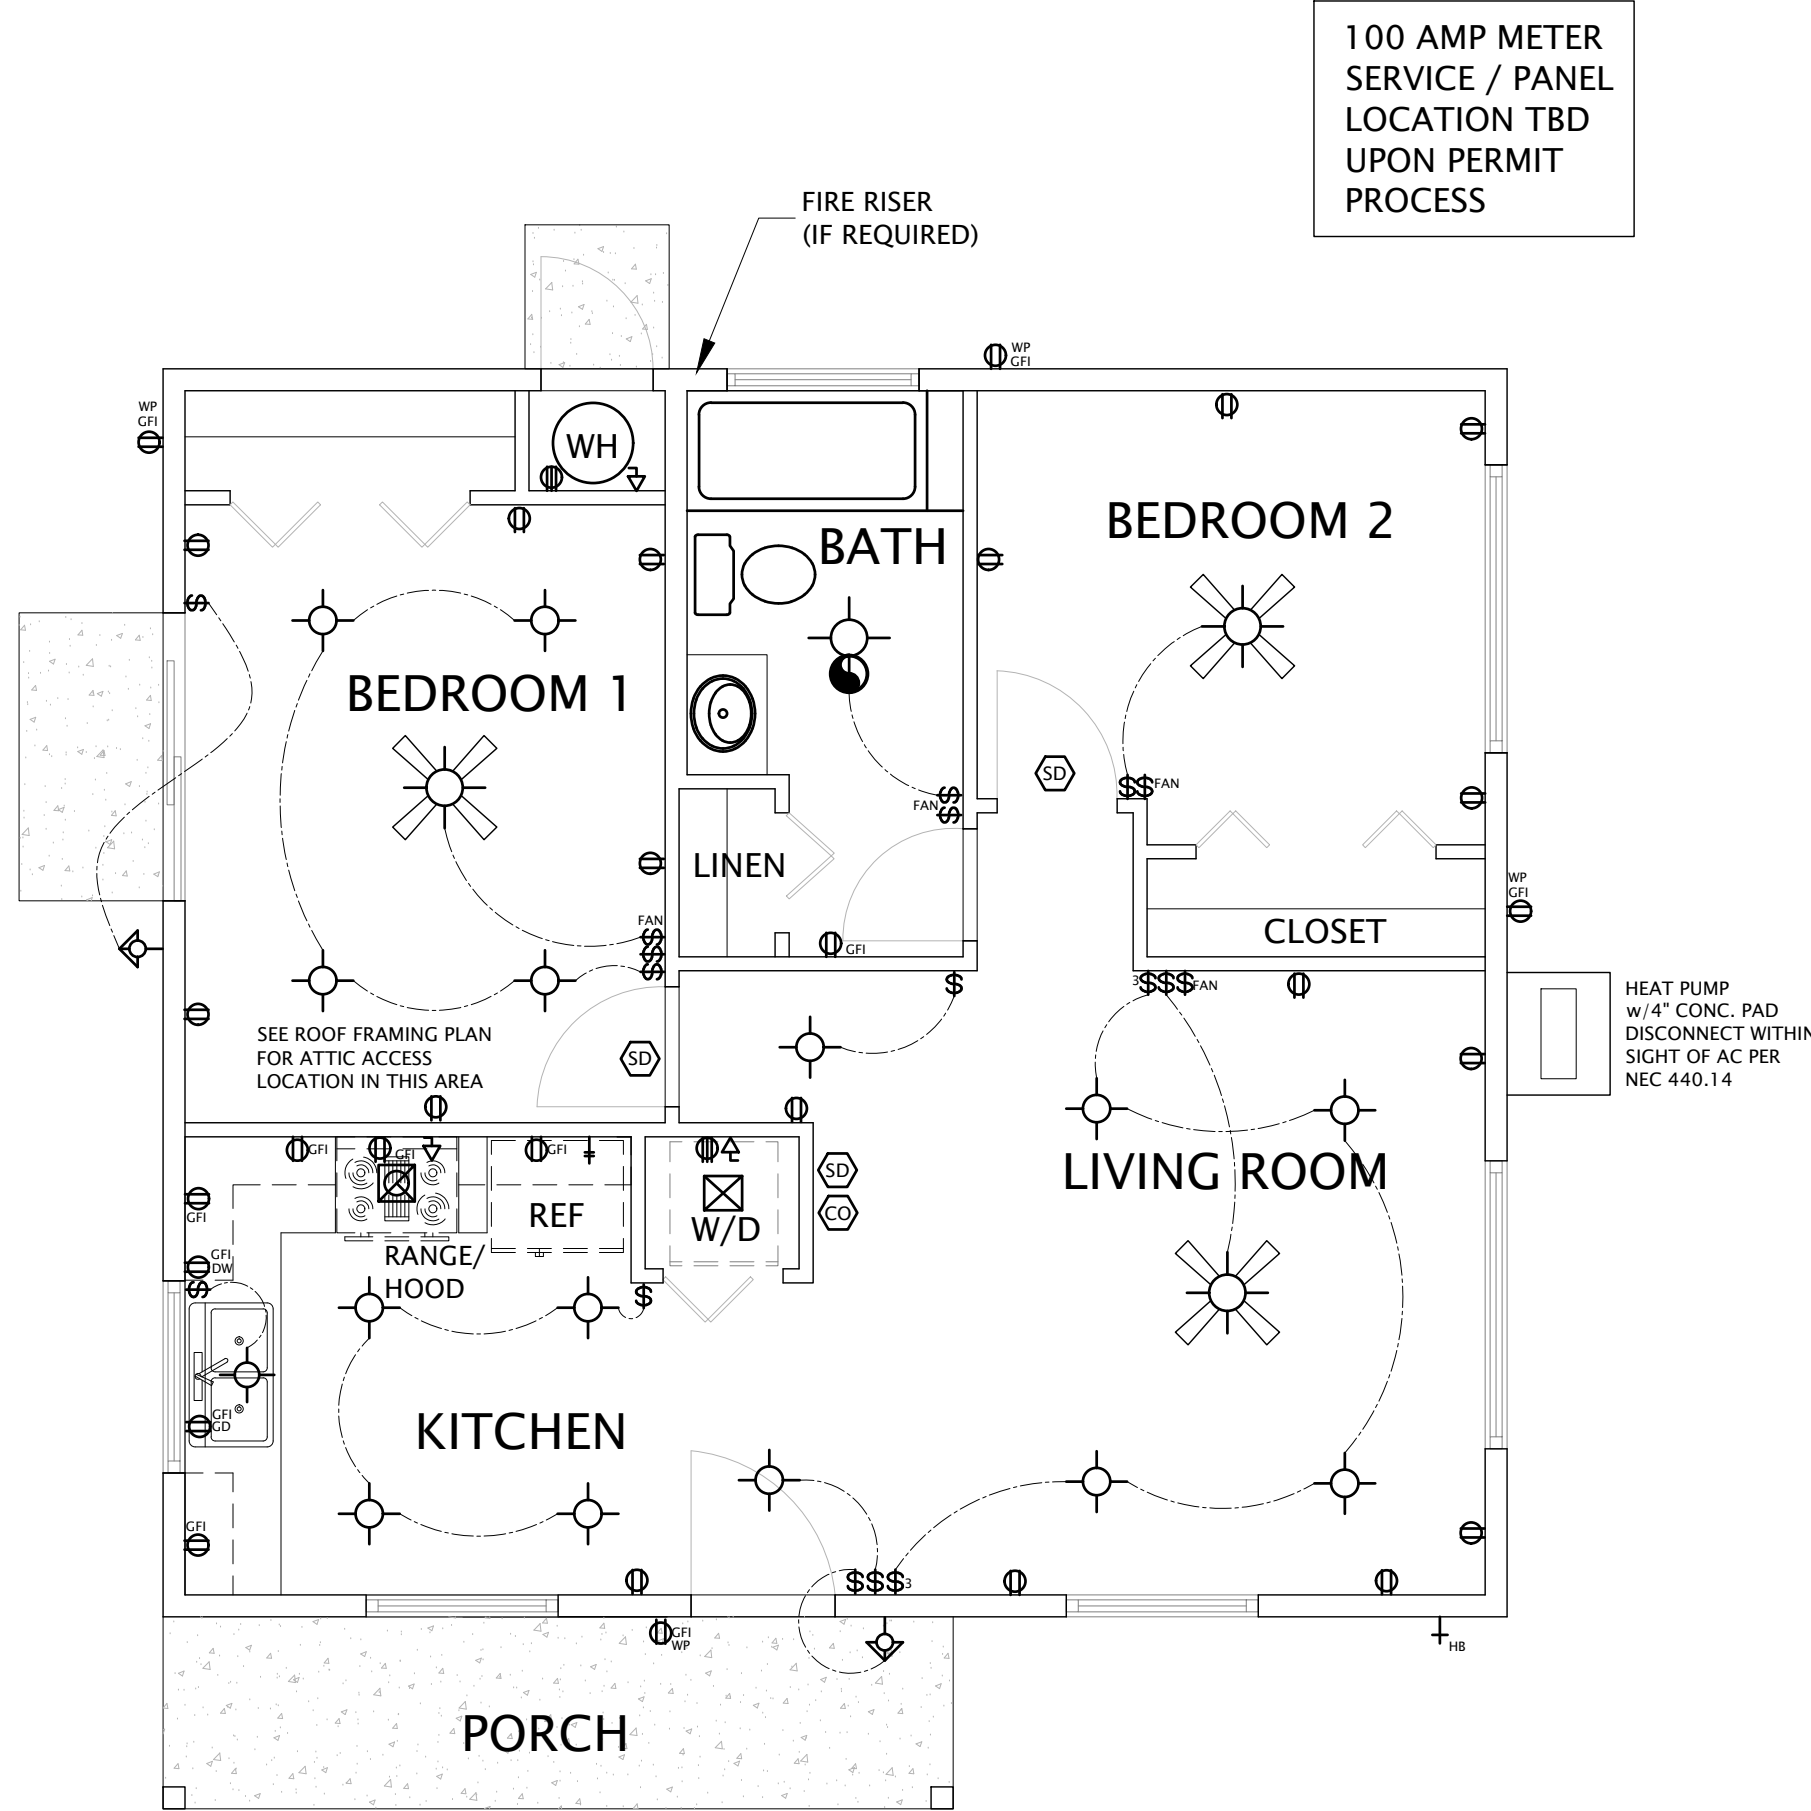 100 AMP METER
SERVICE / PANEL
LOCATION TBD
UPON PERMIT
PROCESS
FIRE RISER
(IF REQUIRED)
WP
GFI
WP
GFI
WH
BATH
BEDROOM 2
BEDROOM 1
SD
$
$$FAN
FAN
$
$
LINEN
WP
GFI
CLOSET
FAN
$
$
$
GFI
$
3$$$FAN
HEAT PUMP
w/4" CONC. PAD
DISCONNECT WITHIN
SIGHT OF AC PER
NEC 440.14
SEE ROOF FRAMING PLAN
FOR ATTIC ACCESS
LOCATION IN THIS AREA
SD
GFI
GFI
GFI
SD
CO
LIVING ROOM
GFI
REF
W/D
RANGE/
HOOD
GFI
DW
$
$
GFI
GD
KITCHEN
GFI
$$$3
GFI
WP
HB
PORCH